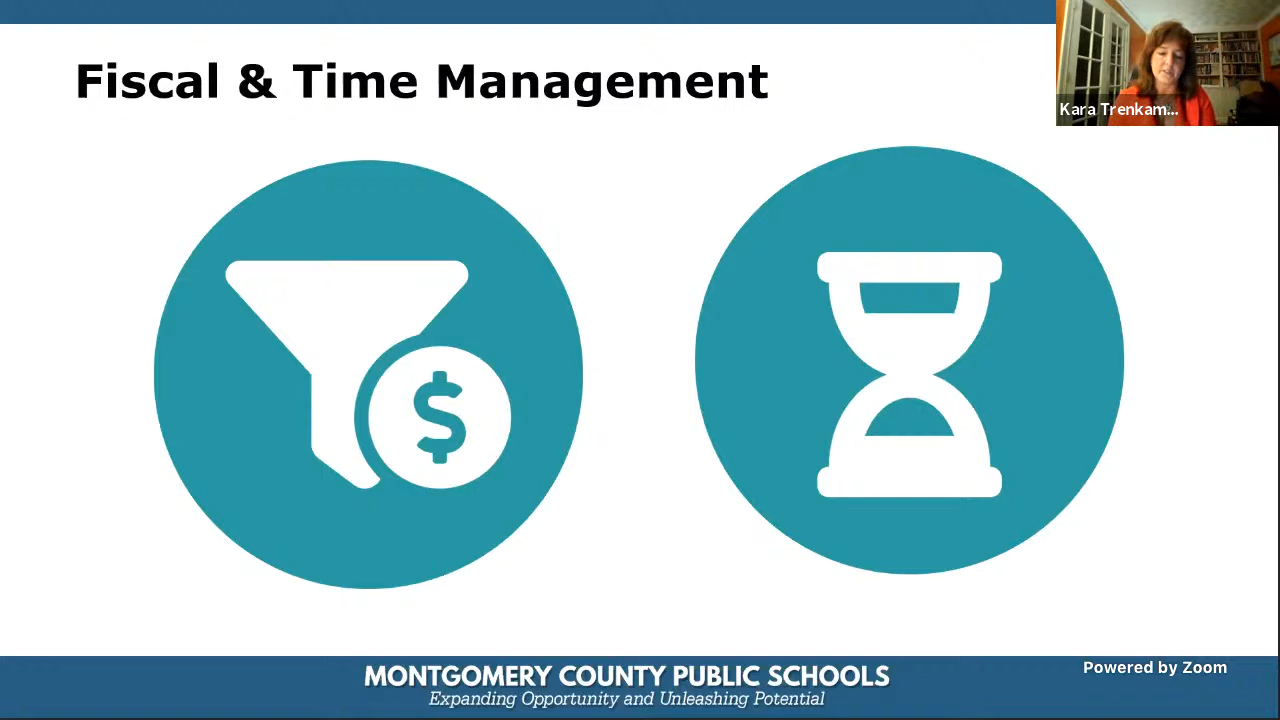 Fiscal & Time Management
Kara Trenkam...
$
MONTGOMERY COUNTY PUBLIC SCHOOLS
Expanding Opportunity and Unleashing Potential
Powered by Zoom